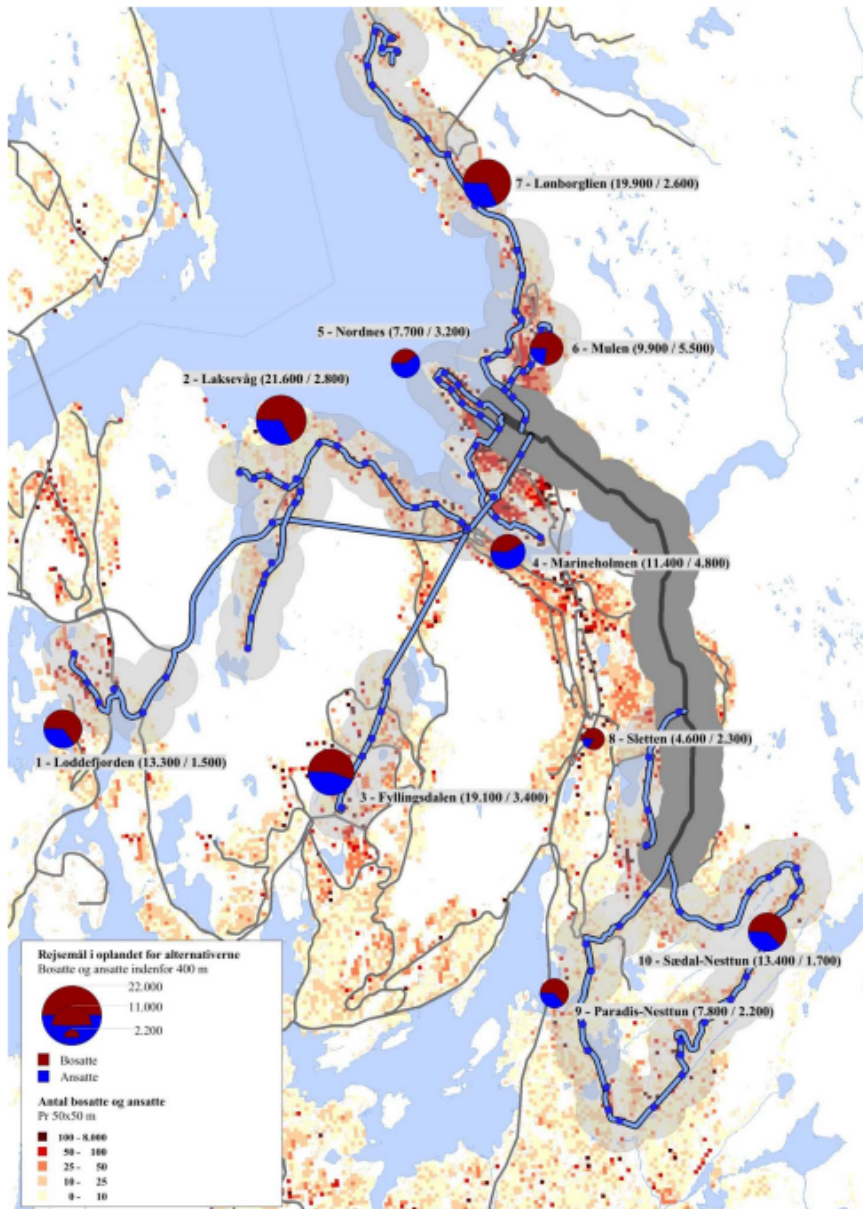 7 - Lønborglien (19.900 / 2.600)
5 - Nordnes (7.700 / 3.200)
6 - Mulen (9.900 / 5.500)
2 - Laksevåg (21.600 / 2.800)
4 - Marineholmen (11.400 / 4.800)
8 - Sletten (4.600 / 2.300)
1 - Loddefjorden (13.300 / 1.500)
3 - Fyllingsdalen (19.100 / 3.400)
10 - Sædal-Nesttun (13.400 / 1.700)
9 - Paradis-Nesttun (7.800 / 2.200)
Rejsemål i oplandet for alternativerne
Bosatte og ansatte indenfor 400 m
22.000
11.000
2.200
Bosatte
Ansatte
Antal bosatte og ansatte
Pr 50x50 m
100 - 8.000
50 - 100
25 - 50
10 - 25
0 - 10